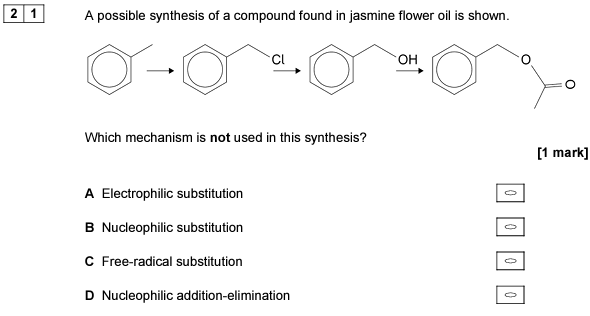 2 1 A possible synthesis of a compound found in jasmine flower oil is shown.
Cl OH O O
Which mechanism is not used in this synthesis?
[1 mark]
A Electrophilic substitution
B Nucleophilic substitution
C Free-radical substitution
D Nucleophilic addition-elimination